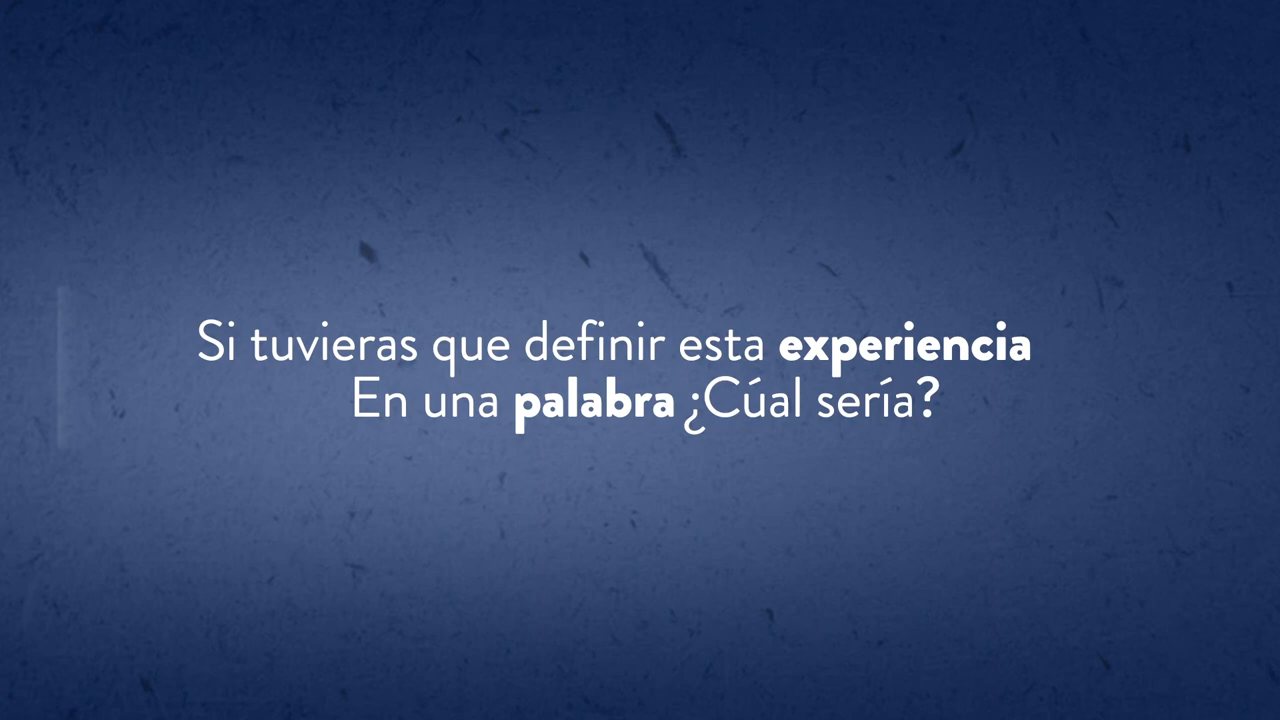 Si tuvieras que definir esta experiencia
En una palabra ¿Cúal sería?